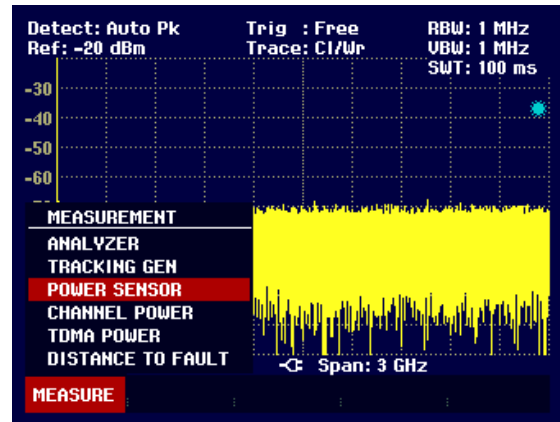 Detect: Auto Pk Trig : Free RBW: 1 MHz
Ref: -20 dBm Trace: Cl/Wr VBW: 1 MHz
SWT: 100 ms
-30
-40
-50
-60
MEASUREMENT
ANALYZER
TRACKING GEN
POWER SENSOR
CHANNEL POWER
TDMA POWER
DISTANCE TO FAULT
Span: 3 GHz
MEASURE